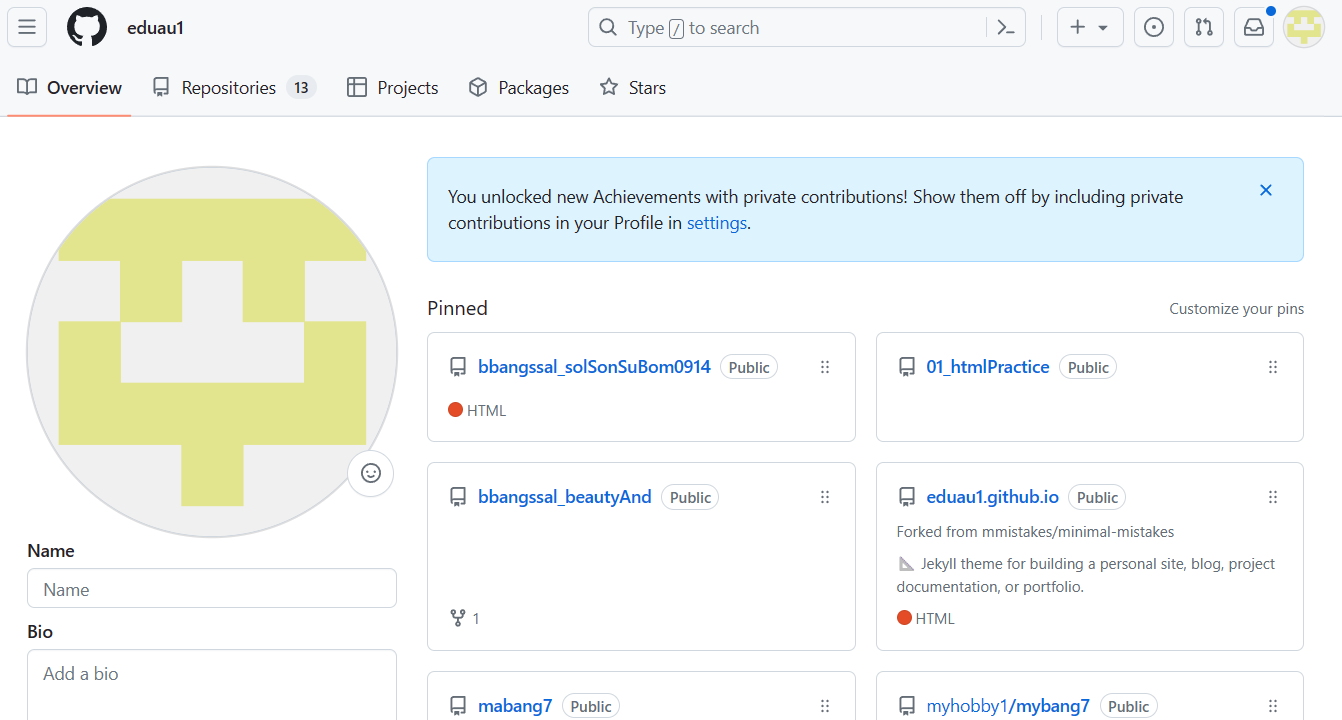 eduau1
Type / to search
Overview
Repositories 13
Projects
Packages
Stars
You unlocked new Achievements with private contributions! Show them off by including private
contributions in your Profile in settings.
Pinned
Customize your pins
bbangssal_solSonSuBom0914 Public
HTML
01_htmlPractice Public
bbangssal_beautyAnd Public
1
eduau1.github.io Public
Forked from mmistakes/minimal-mistakes
Jekyll theme for building a personal site, blog, project
documentation, or portfolio.
HTML
mabang7 Public
myhobby1/mybang7 Public
Name
Name
Bio
Add a bio